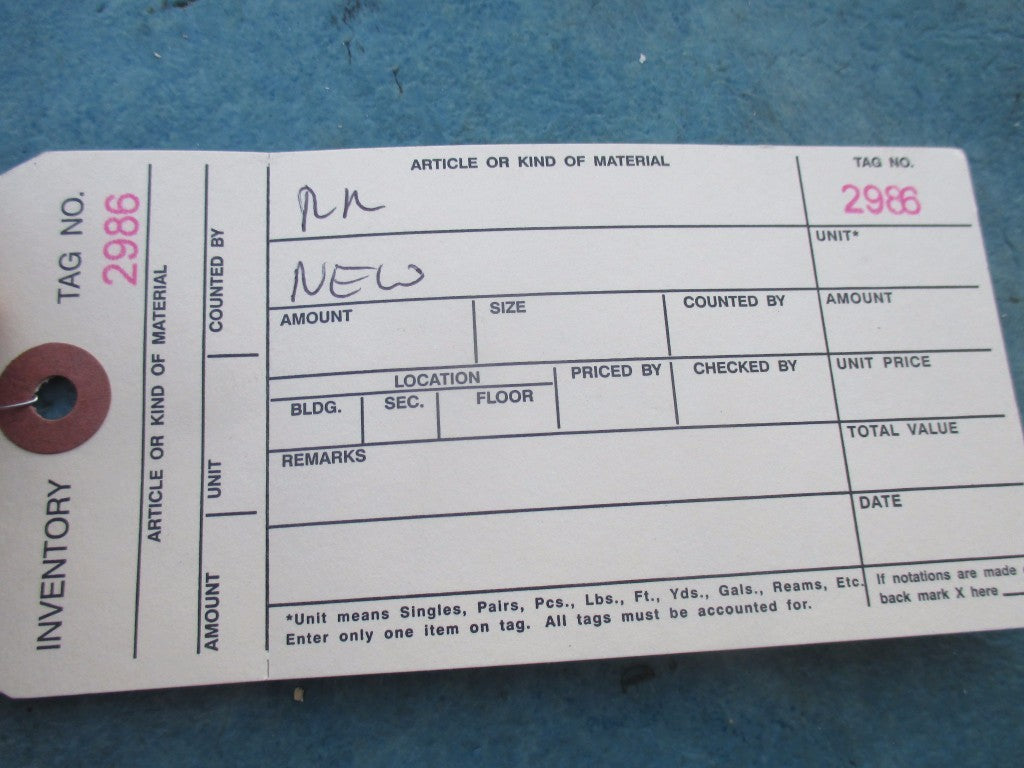 INVENTORY TAG NO. 2986
ARTICLE OR KIND OF MATERIAL
AMOUNT UNIT COUNTED BY
ARTICLE OR KIND OF MATERIAL
TAG NO.
2986
NEW
UNIT*
AMOUNT SIZE COUNTED BY AMOUNT
LOCATION PRICED BY CHECKED BY UNIT PRICE
BLDG. SEC. FLOOR
REMARKS TOTAL VALUE
DATE
*Unit means Singles, Pairs, Pcs., Lbs., Ft., Yds., Gals., Reams, Etc.
Enter only one item on tag. All tags must be accounted for.
If notations are made
back mark X here